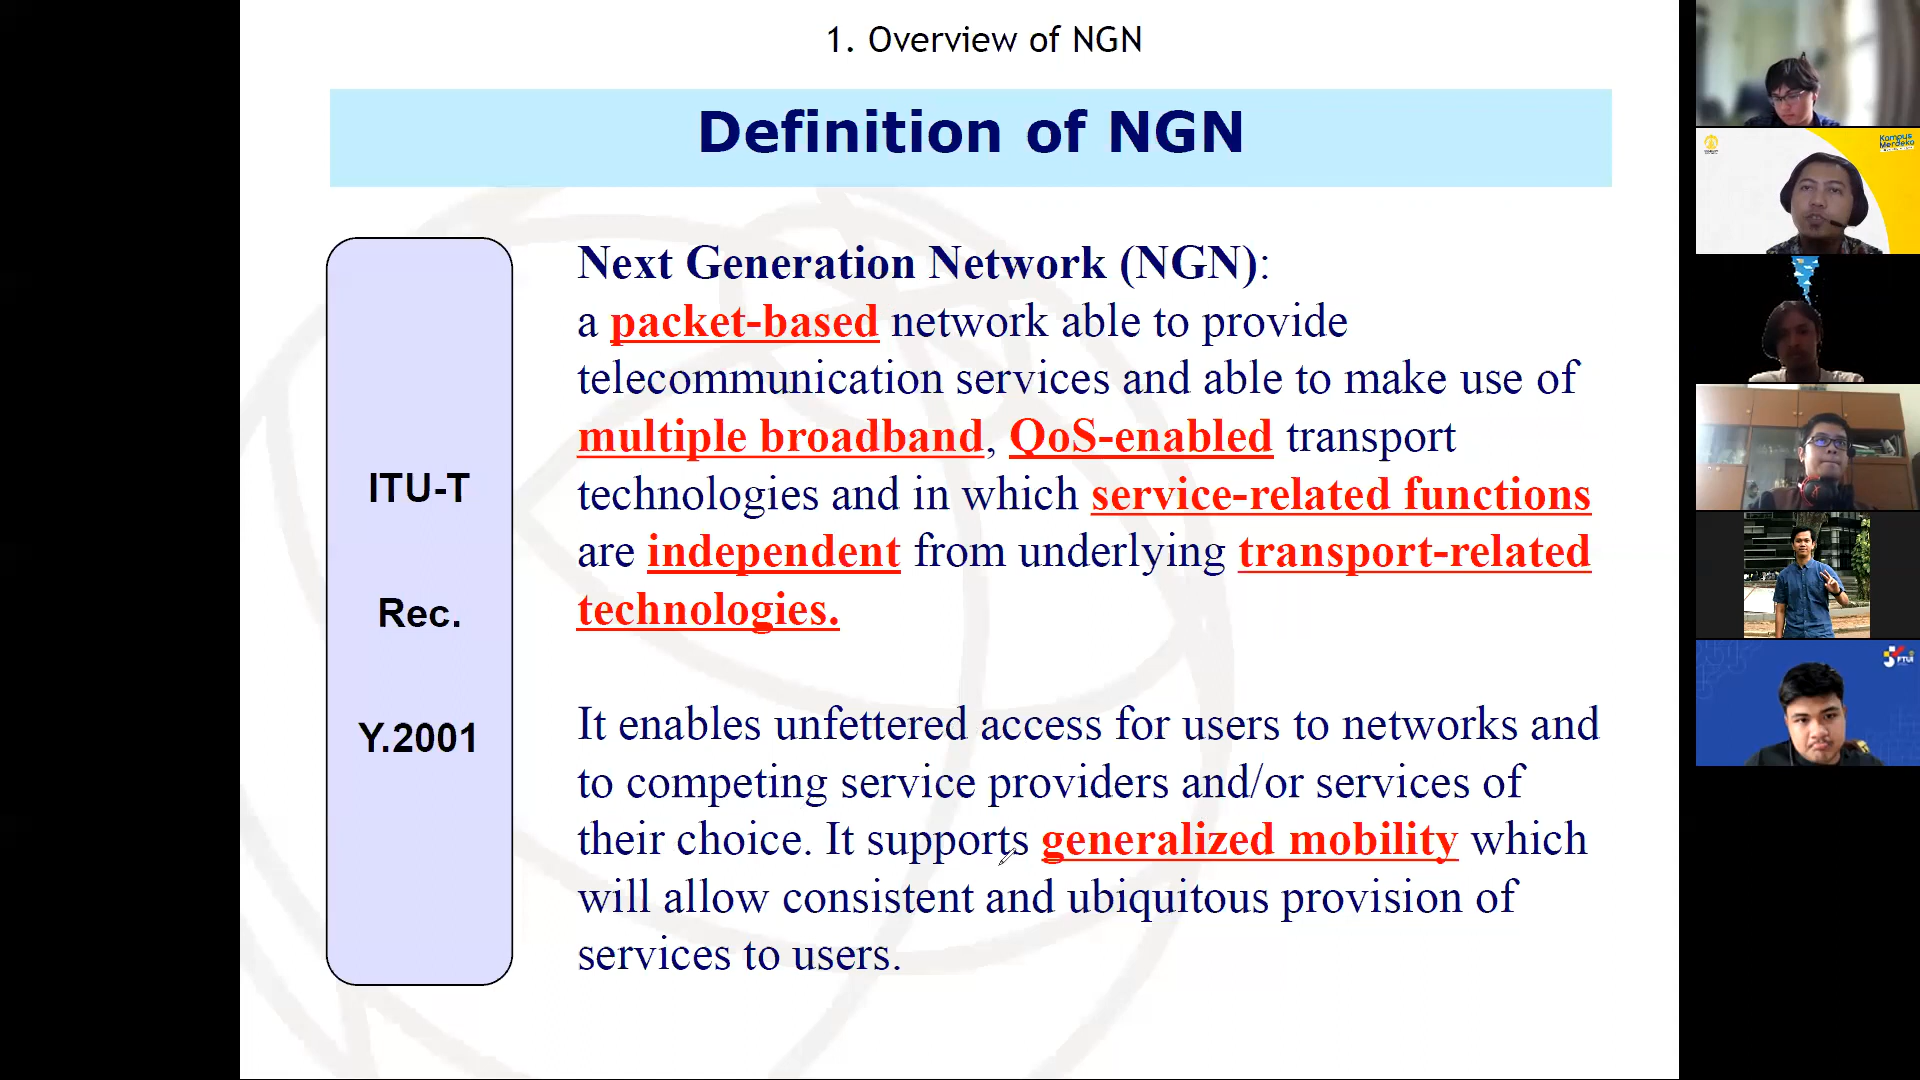 1. Overview of NGN
Definition of NGN
ITU-T
Rec.
Y.2001
Next Generation Network (NGN):
a packet-based network able to provide
telecommunication services and able to make use of
multiple broadband, QoS-enabled transport
technologies and in which service-related functions
are independent from underlying transport-related
technologies.
It enables unfettered access for users to networks and
to competing service providers and/or services of
their choice. It supports generalized mobility which
will allow consistent and ubiquitous provision of
services to users.
Kampus
Merdeka
FTUI